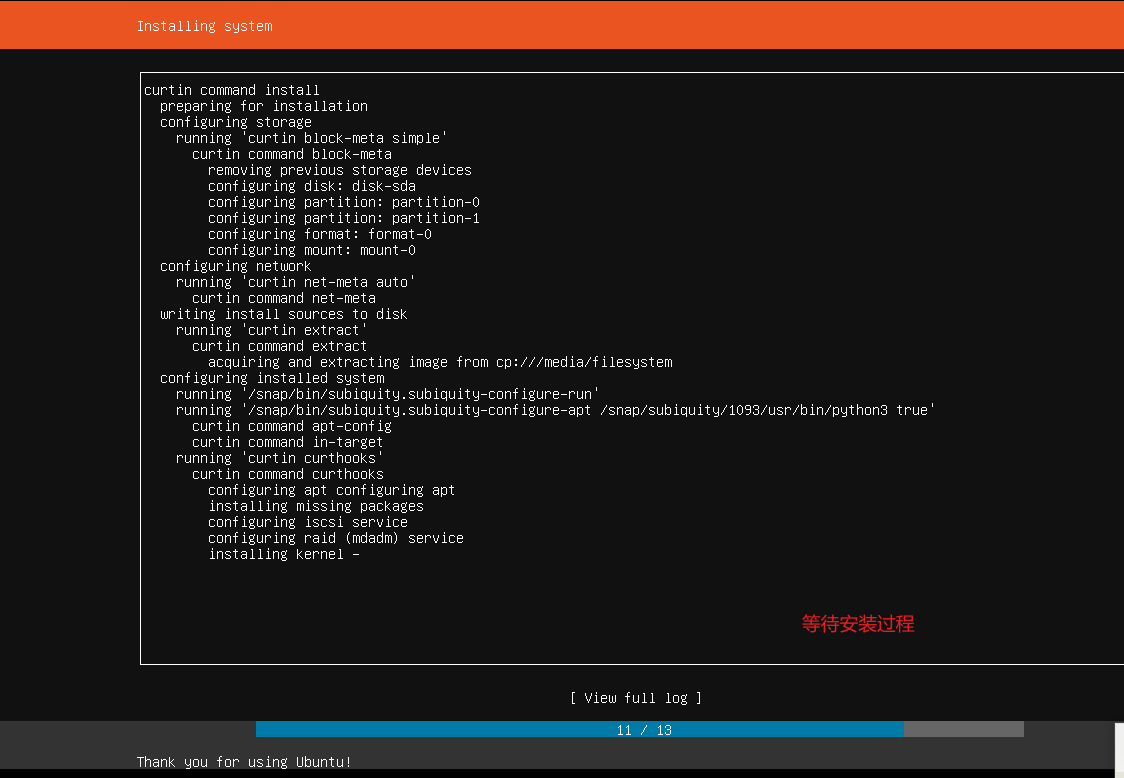 Installing system
curtin command install
preparing for installation
configuring storage
running 'curtin block-meta simple'
curtin command block-meta
removing previous storage devices
configuring disk: disk-sda
configuring partition: partition-0
configuring partition: partition-1
configuring format: format-0
configuring mount: mount-0
configuring network
running 'curtin net-meta auto'
curtin command net-meta
writing install sources to disk
running 'curtin extract'
curtin command extract
acquiring and extracting image from cp:///media/filesystem
configuring installed system
running '/snap/bin/subiquity.subiquity-configure-run'
running '/snap/bin/subiquity.subiquity-configure-apt /snap/subiquity/1093/usr/bin/python3 true'
curtin command apt-config
curtin command in-target
running 'curtin curthooks'
curtin command curthooks
configuring apt configuring apt
installing missing packages
configuring iscsi service
configuring raid (mdadm) service
installing kernel -
等待安装过程
[ View full log ]
11 / 13
Thank you for using Ubuntu!